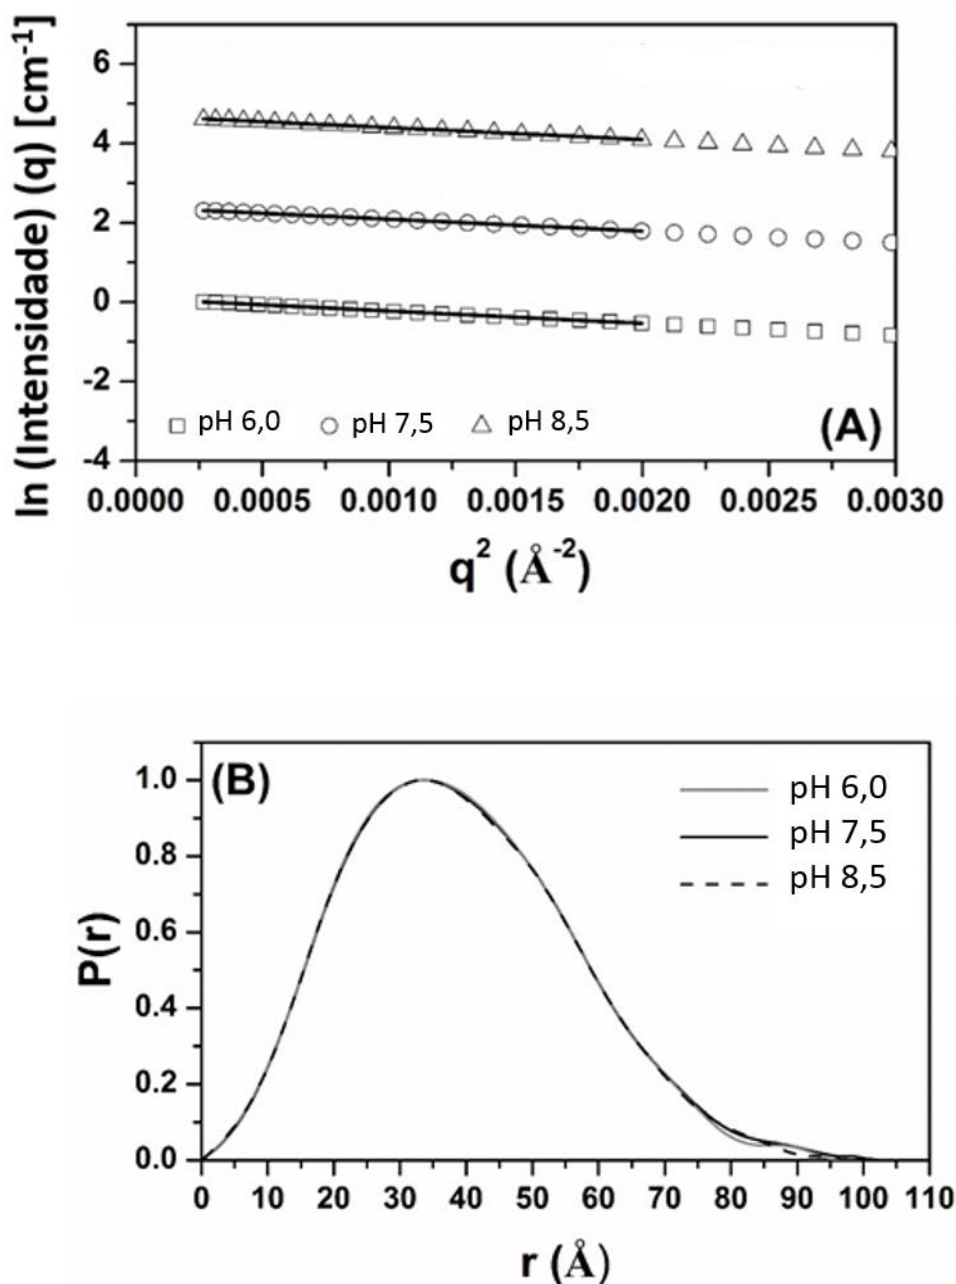 ln (Intensidade) (q) [cm⁻¹]
6
4
2
0
-2
-4
□ pH 6,0 ○ pH 7,5 △ pH 8,5
(A)
0.0000 0.0005 0.0010 0.0015 0.0020 0.0025 0.0030
q² (Å⁻²)
P(r)
(B)
1.0
0.8
0.6
0.4
0.2
0.0
pH 6,0
pH 7,5
pH 8,5
0 10 20 30 40 50 60 70 80 90 100 110
r (Å)